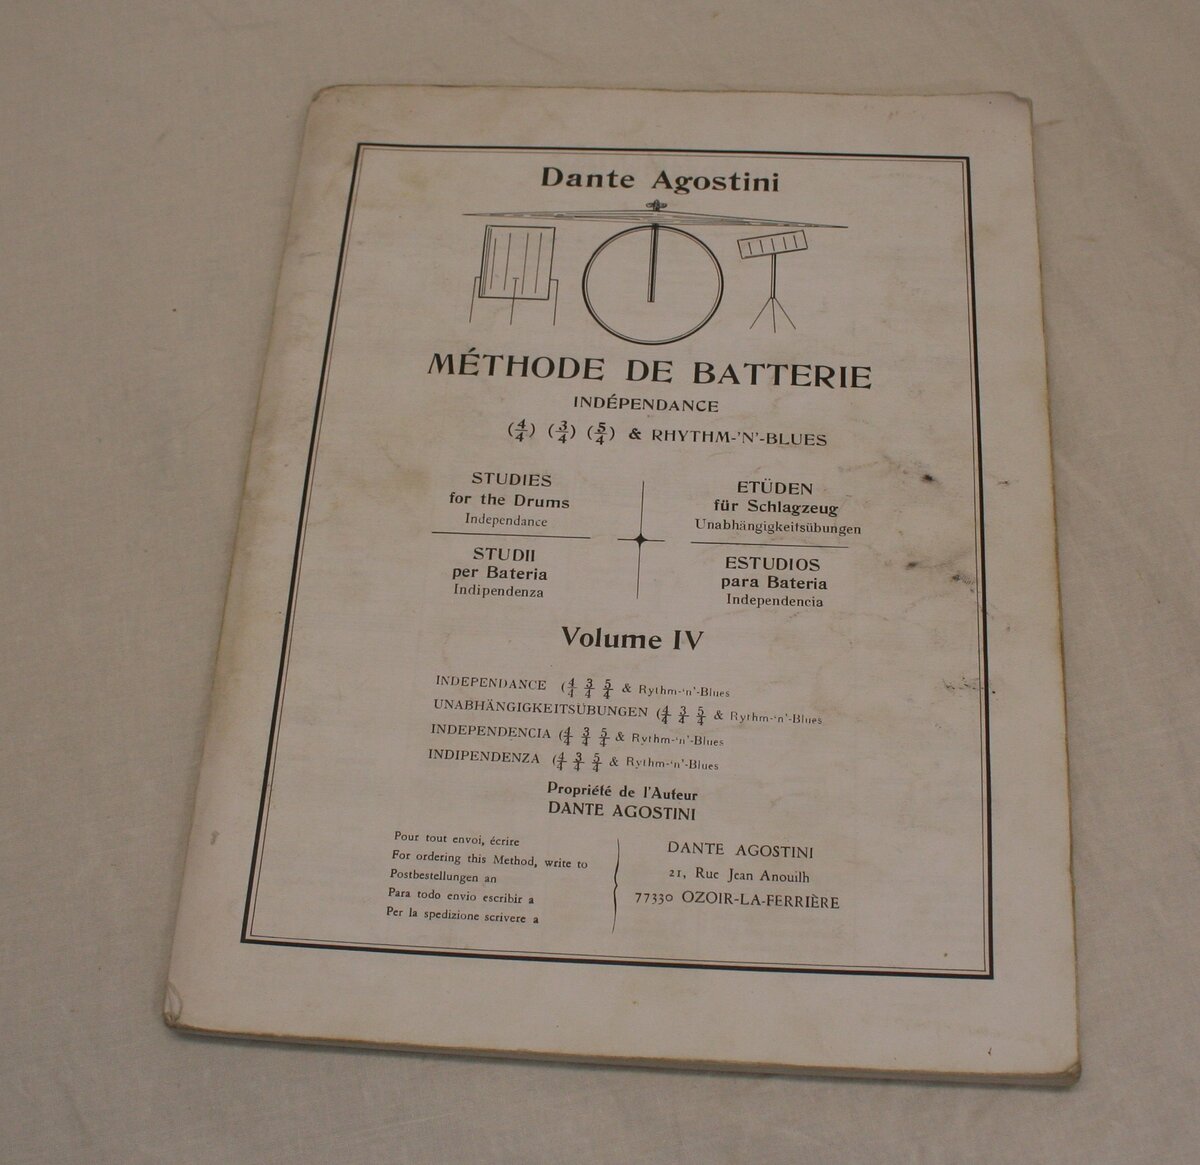 Dante Agostini
MÉTHODE DE BATTERIE
INDÉPENDANCE
(4/4) (3/4) (5/4) & RHYTHM-'N'-BLUES
STUDIES
for the Drums
Independance
ETÜDEN
für Schlagzeug
Unabhängigkeitsübungen
STUDII
per Bateria
Indipendenza
ESTUDIOS
para Bateria
Independencia
Volume IV
INDEPENDANCE (4/4 3/4 5/4 & Rythm-'n'-Blues
UNABHÄNGIGKEITSÜBUNGEN (4/4 3/4 5/4 & Rythm-'n'-Blues
INDEPENDENCIA (4/4 3/4 5/4 & Rythm-'n'-Blues
INDIPENDENZA (4/4 3/4 5/4 & Rythm-'n'-Blues
Propriété de l'Auteur
DANTE AGOSTINI
Pour tout envoi, écrire
For ordering this Method, write to
Postbestellungen an
Para todo envio escribir a
Per la spedizione scrivere a
DANTE AGOSTINI
21, Rue Jean Anouilh
77330 OZOIR-LA-FERRIÈRE